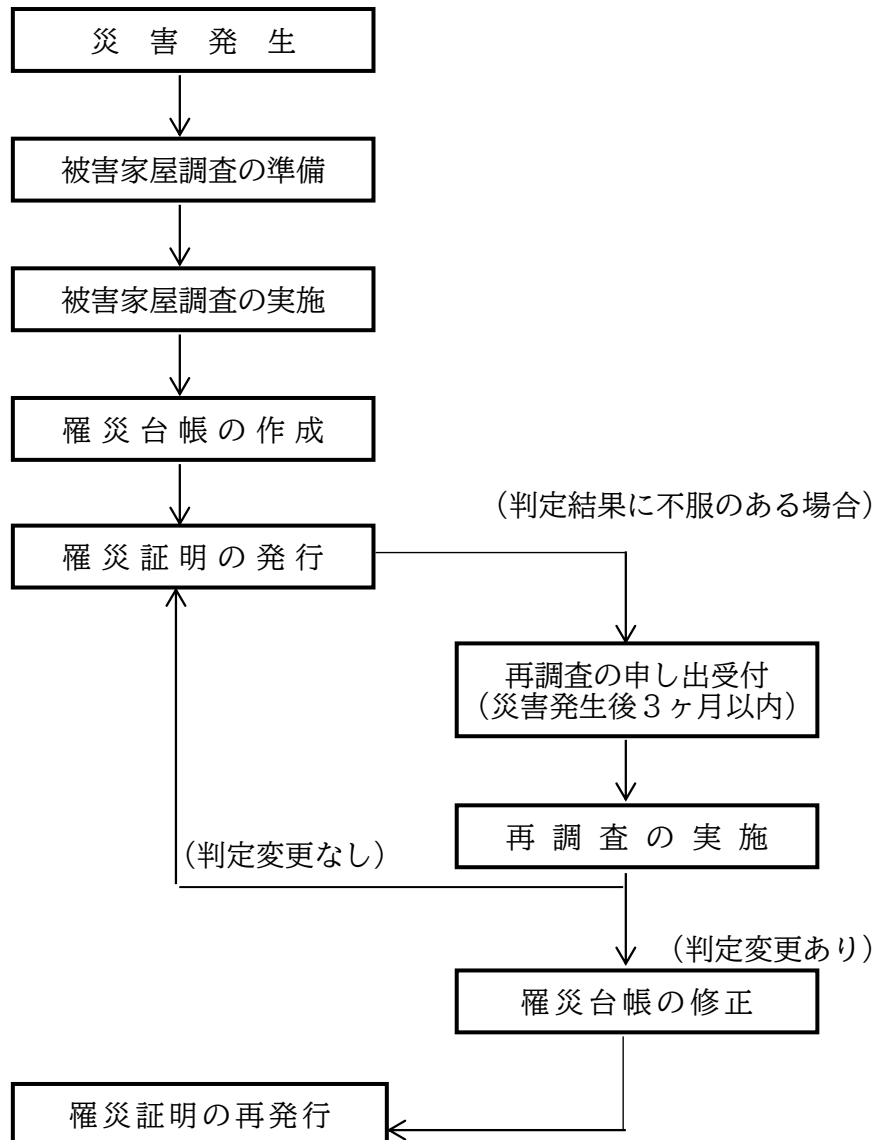 災害発生
被害家屋調査の準備
被害家屋調査の実施
罹災台帳の作成
(判定結果に不服のある場合)
罹災証明の発行
再調査の申し出受付
(災害発生後3ヶ月以内)
再調査の実施
(判定変更なし)
(判定変更あり)
罹災台帳の修正
罹災証明の再発行